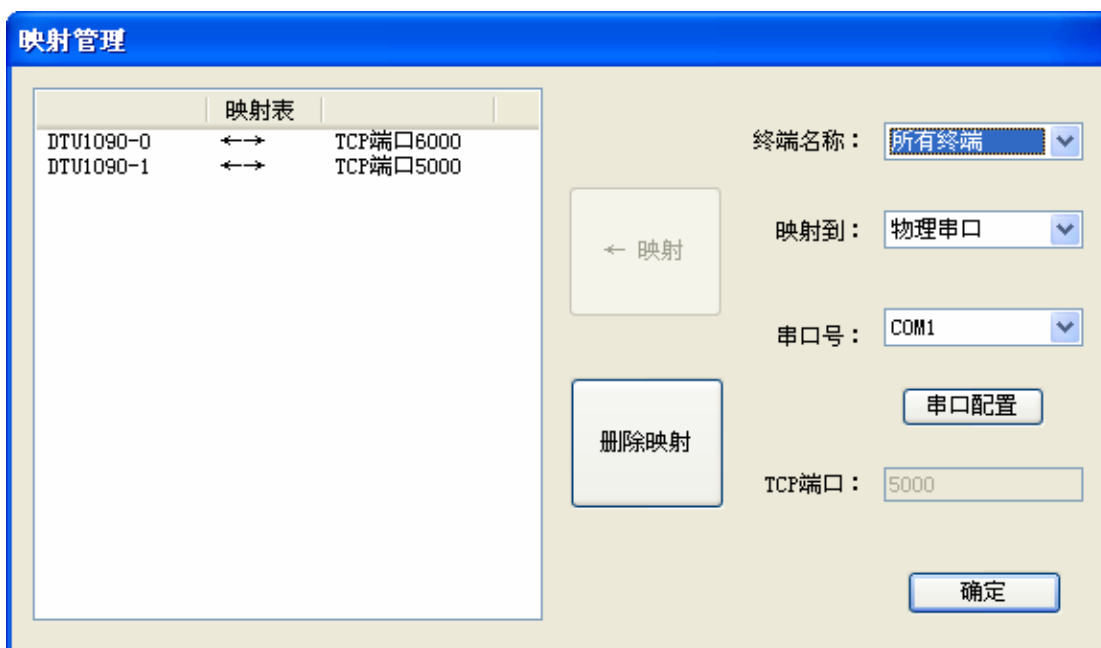 映射管理
映射表
DTU1090-0 ←→ TCP端口6000
DTU1090-1 ←→ TCP端口5000
← 映射
删除映射
终端名称： 所有终端
映射到： 物理串口
串口号： COM1
串口配置
TCP端口： 5000
确定